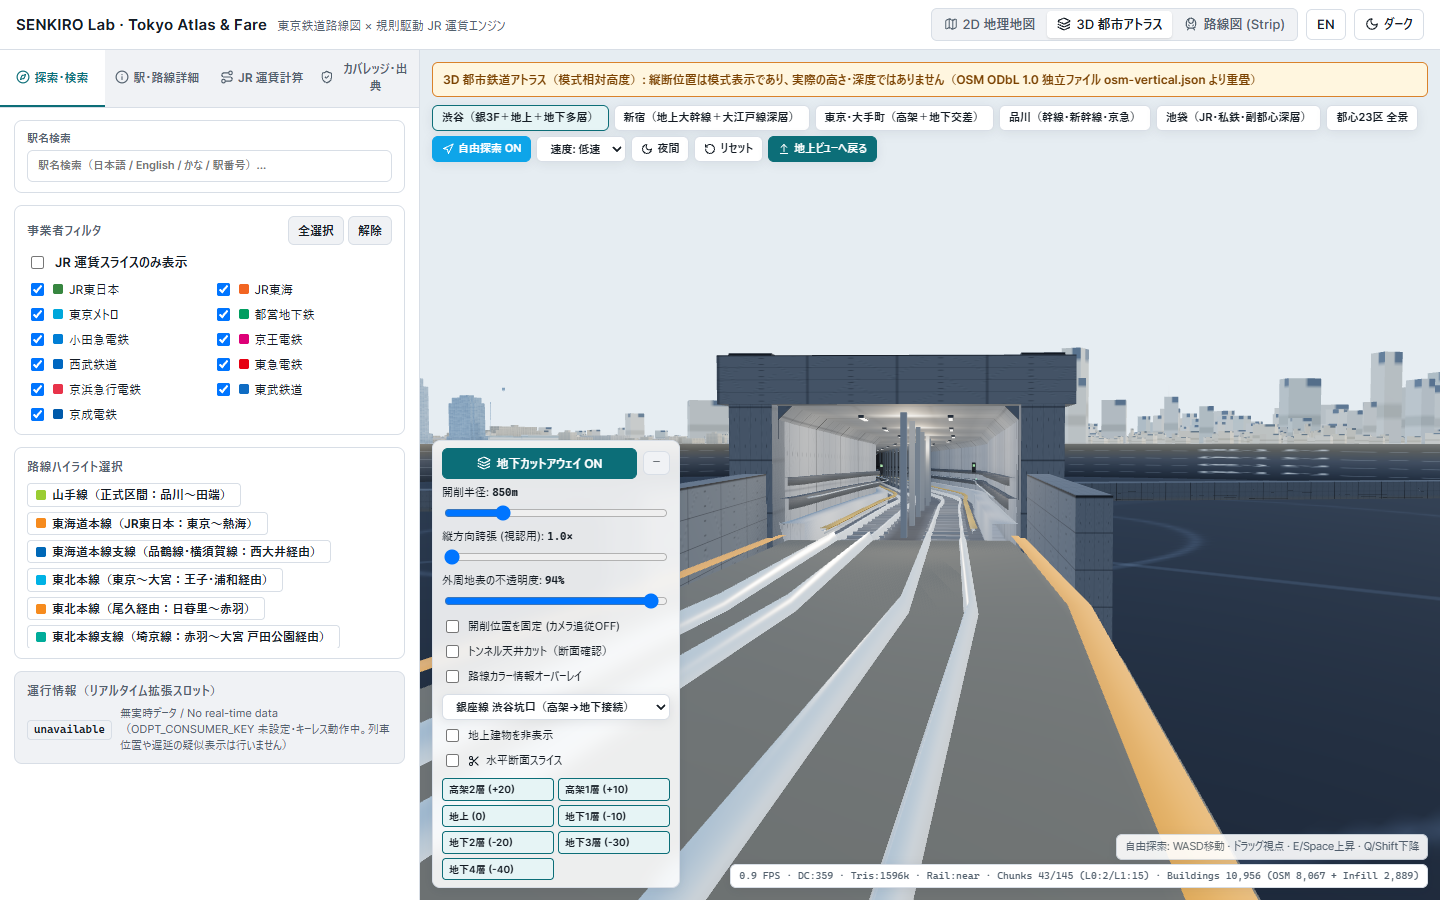 SENKIRO Lab · Tokyo Atlas & Fare 東京鉄道路線図 × 規則駆動 JR 運賃エンジン
2D 地理地図
3D 都市アトラス
路線図 (Strip)
EN
ダーク
探索・検索
駅・路線詳細
JR 運賃計算
カバレッジ・出典
駅名検索
駅名検索（日本語 / English / かな / 駅番号）...
事業者フィルタ
全選択
解除
JR 運賃スライスのみ表示
JR東日本
JR東海
東京メトロ
都営地下鉄
小田急電鉄
京王電鉄
西武鉄道
東急電鉄
京浜急行電鉄
東武鉄道
京成電鉄
路線ハイライト選択
山手線（正式区間：品川〜田端）
東海道本線（JR東日本：東京〜熱海）
東海道本線支線（品鶴線・横須賀線：西大井経由）
東北本線（東京〜大宮：王子・浦和経由）
東北本線（尾久経由：日暮里〜赤羽）
東北本線支線（埼京線：赤羽〜大宮 戸田公園経由）
運行情報（リアルタイム拡張スロット）
unavailable
無実時データ / No real-time data
（ODPT_CONSUMER_KEY 未設定・キーレス動作中。列車
位置や遅延の疑似表示は行いません）
3D 都市鉄道アトラス（模式相対高度）: 縦断位置は模式表示であり、実際の高さ・深度ではありません（OSM ODbL 1.0 独立ファイル osm-vertical.json より重畳）
渋谷（銀3F＋地上＋地下多層）
新宿（地上大幹線＋大江戸線深層）
東京・大手町（高架＋地下交差）
品川（幹線・新幹線・京急）
池袋（JR・私鉄・副都心深層）
都心23区 全景
自由探索 ON
速度: 低速
夜間
リセット
地上ビューへ戻る
地下カットアウェイ ON
−
開削半径: 850m
縦方向誇張 (視認用): 1.0×
外周地表の不透明度: 94%
開削位置を固定 (カメラ追従OFF)
トンネル天井カット（断面確認）
路線カラー情報オーバーレイ
銀座線 渋谷坑口（高架→地下接続）
地上建物を非表示
水平断面スライス
高架2層 (+20)
高架1層 (+10)
地上 (0)
地下1層 (-10)
地下2層 (-20)
地下3層 (-30)
地下4層 (-40)
自由探索: WASD移動 · ドラッグ視点 · E/Space上昇 · Q/Shift下降
0.9 FPS · DC:359 · Tris:1596k · Rail:near · Chunks 43/145 (L0:2/L1:15) · Buildings 10,956 (OSM 8,067 + Infill 2,889)